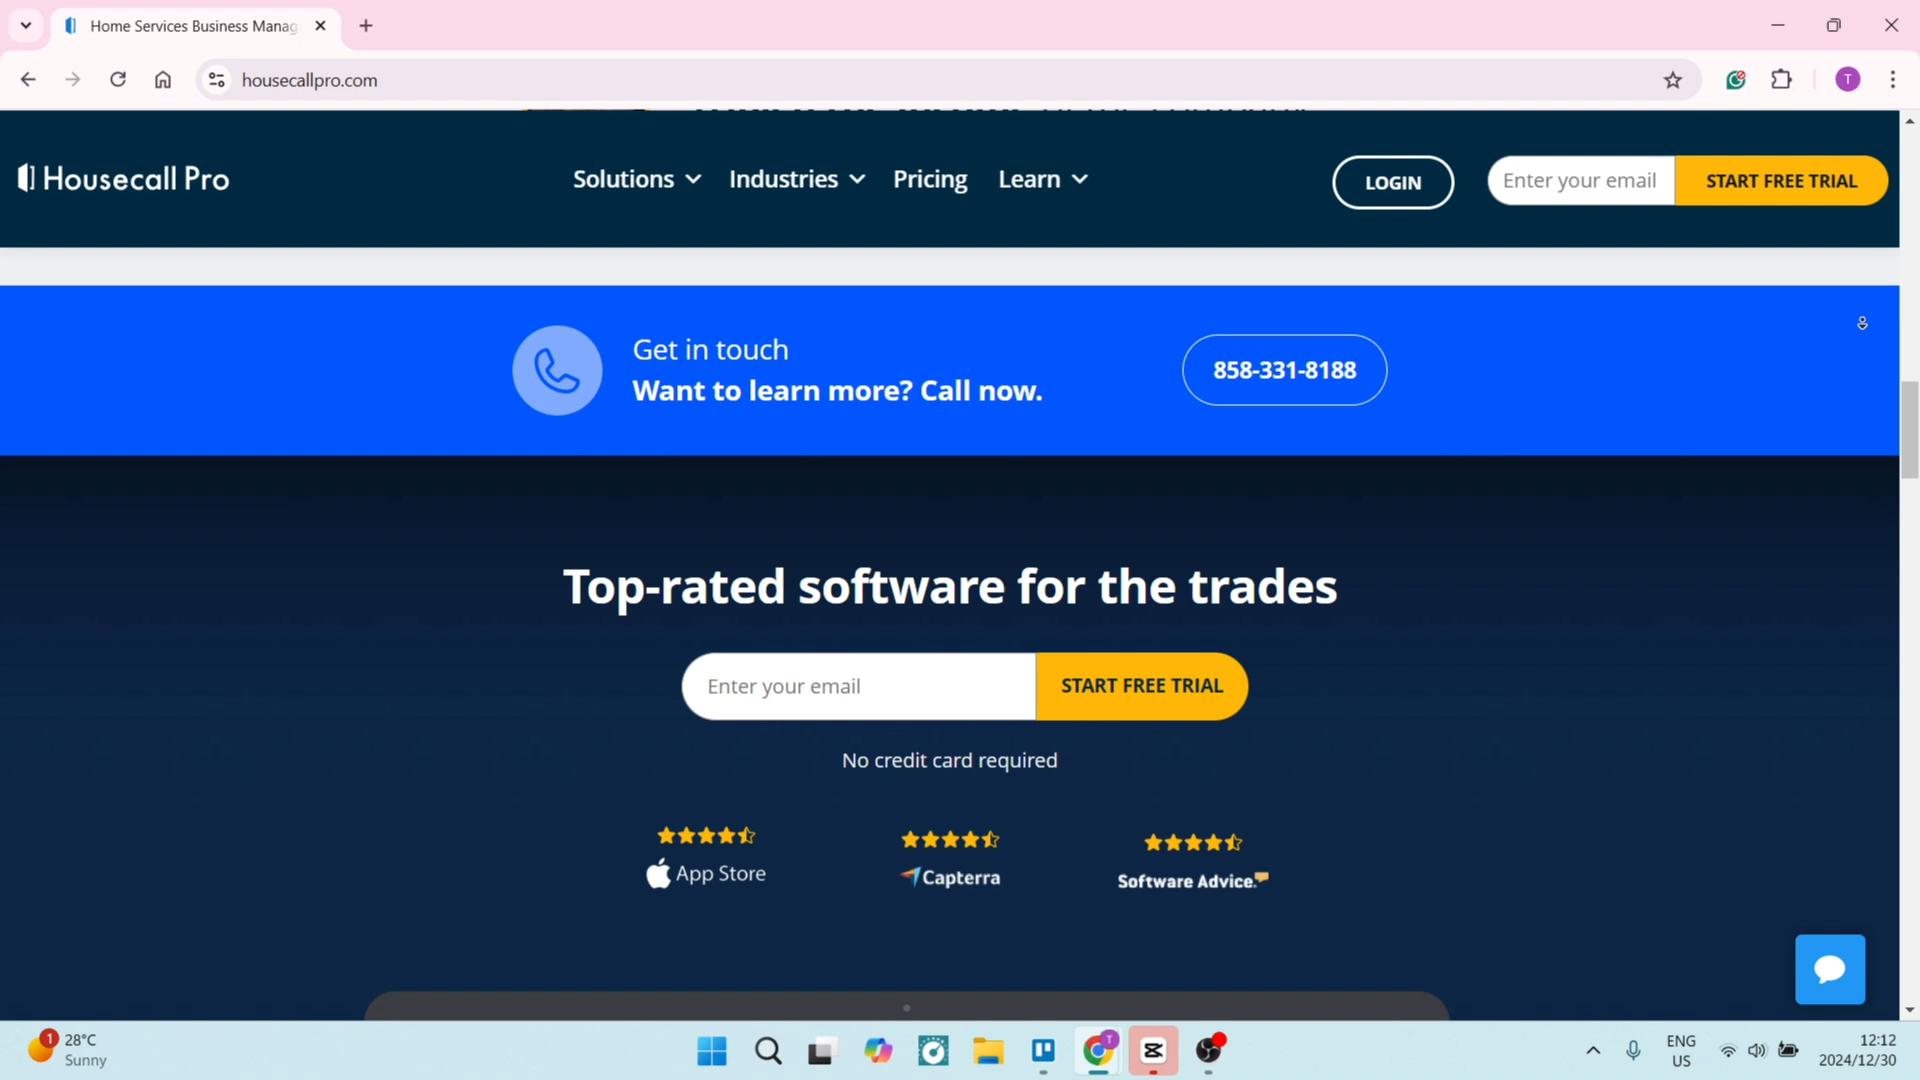 Home Services Business Manag
housecallpro.com
T
Housecall Pro
Solutions
Industries
Pricing
Learn
LOGIN
Enter your email
START FREE TRIAL
Get in touch
Want to learn more? Call now.
858-331-8188
Top-rated software for the trades
Enter your email
START FREE TRIAL
No credit card required
App Store
Capterra
Software Advice.
1
28°C
Sunny
T
ENG
US
12:12
2024/12/30